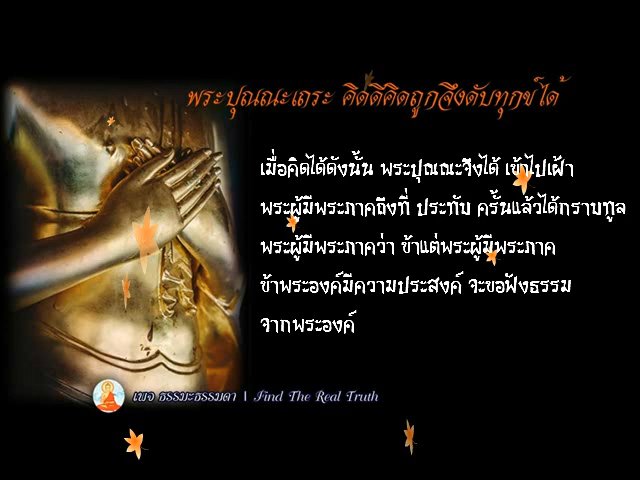 พระปุณณะเถระ คิดดีคิดถูกจึงดับทุกข์ได้
เมื่อคิดได้ดังนั้น พระปุณณะจึงได้ เข้าไปเฝ้า
พระผู้มีพระภาคถึงที่ ประทับ ครั้นแล้วได้กราบทูล
พระผู้มีพระภาคว่า ข้าแต่พระผู้มีพระภาค
ข้าพระองค์มีความประสงค์ จะขอฟังธรรม
จากพระองค์
เพจ ธรรมะธรรมดา | Find The Real Truth